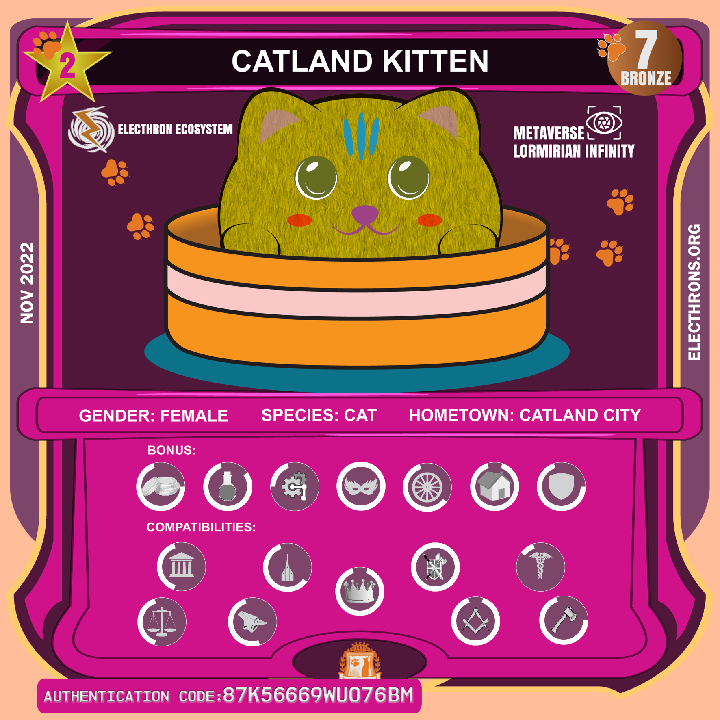 2
CATLAND KITTEN
7
BRONZE
ELECTHRON ECOSYSTEM
METAVERSE
LORMIRIAN INFINITY
NOV 2022
ELECTHRONS.ORG
GENDER: FEMALE SPECIES: CAT HOMETOWN: CATLAND CITY
BONUS:
COMPATIBILITIES:
AUTHENTICATION CODE:87K56669WUO76BM